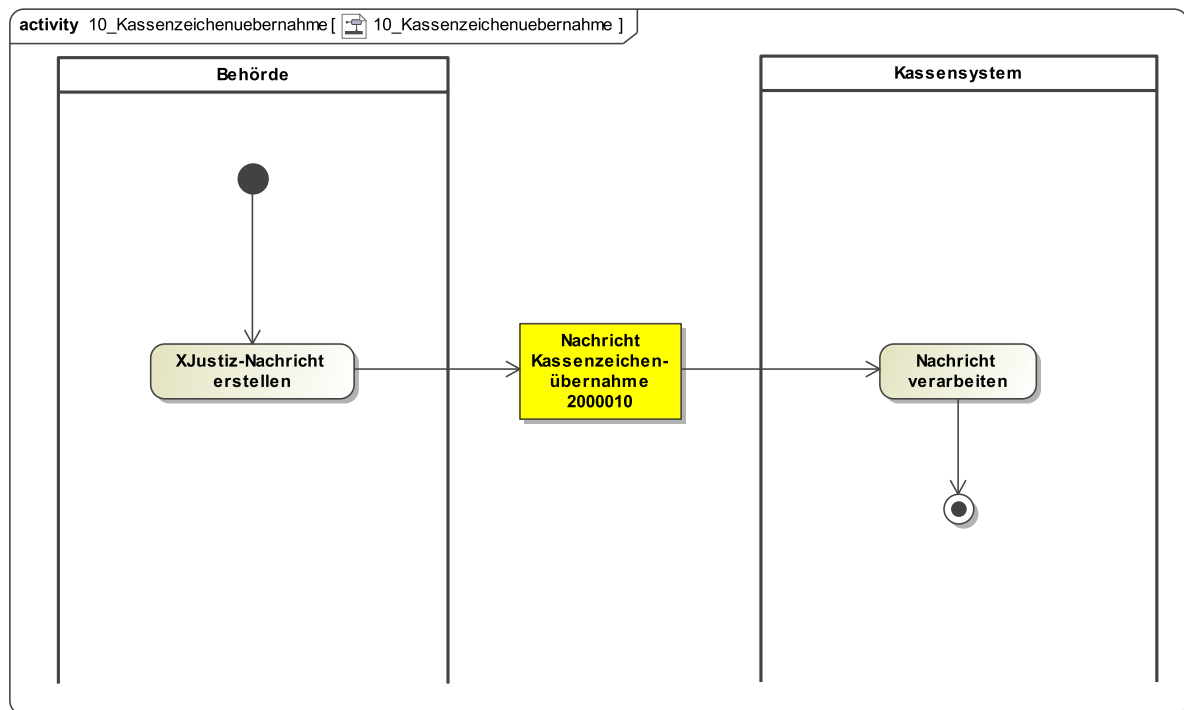 activity 10_Kassenzeichenuebernahme [ 10_Kassenzeichenuebernahme ]
Behörde
Kassensystem
XJustiz-Nachricht
erstellen
Nachricht
Kassenzeichen-
übernahme
2000010
Nachricht
verarbeiten